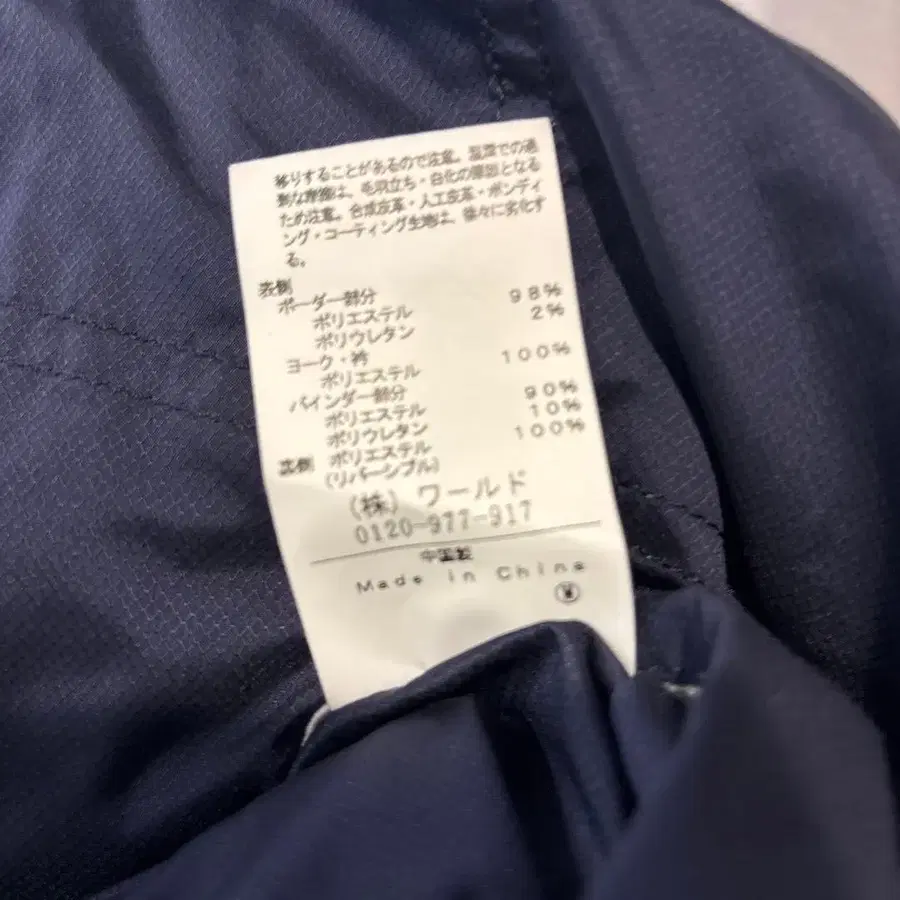 移りすることがあるので注意。湿潤での過
剰な摩擦は、毛羽立ち・白化の原因となる
ため注意。合成皮革・人工皮革・ボンディ
ング・コーティング生地は、徐々に劣化す
る。
表側
ボーダー部分
ポリエステル 98%
ポリウレタン 2%
ヨーク・衿
ポリエステル 100%
バインダー部分
ポリエステル 90%
ポリウレタン 10%
裏側 ポリエステル 100%
(リバーシブル)
(株) ワールド
0120-977-917
中国製
Made in China